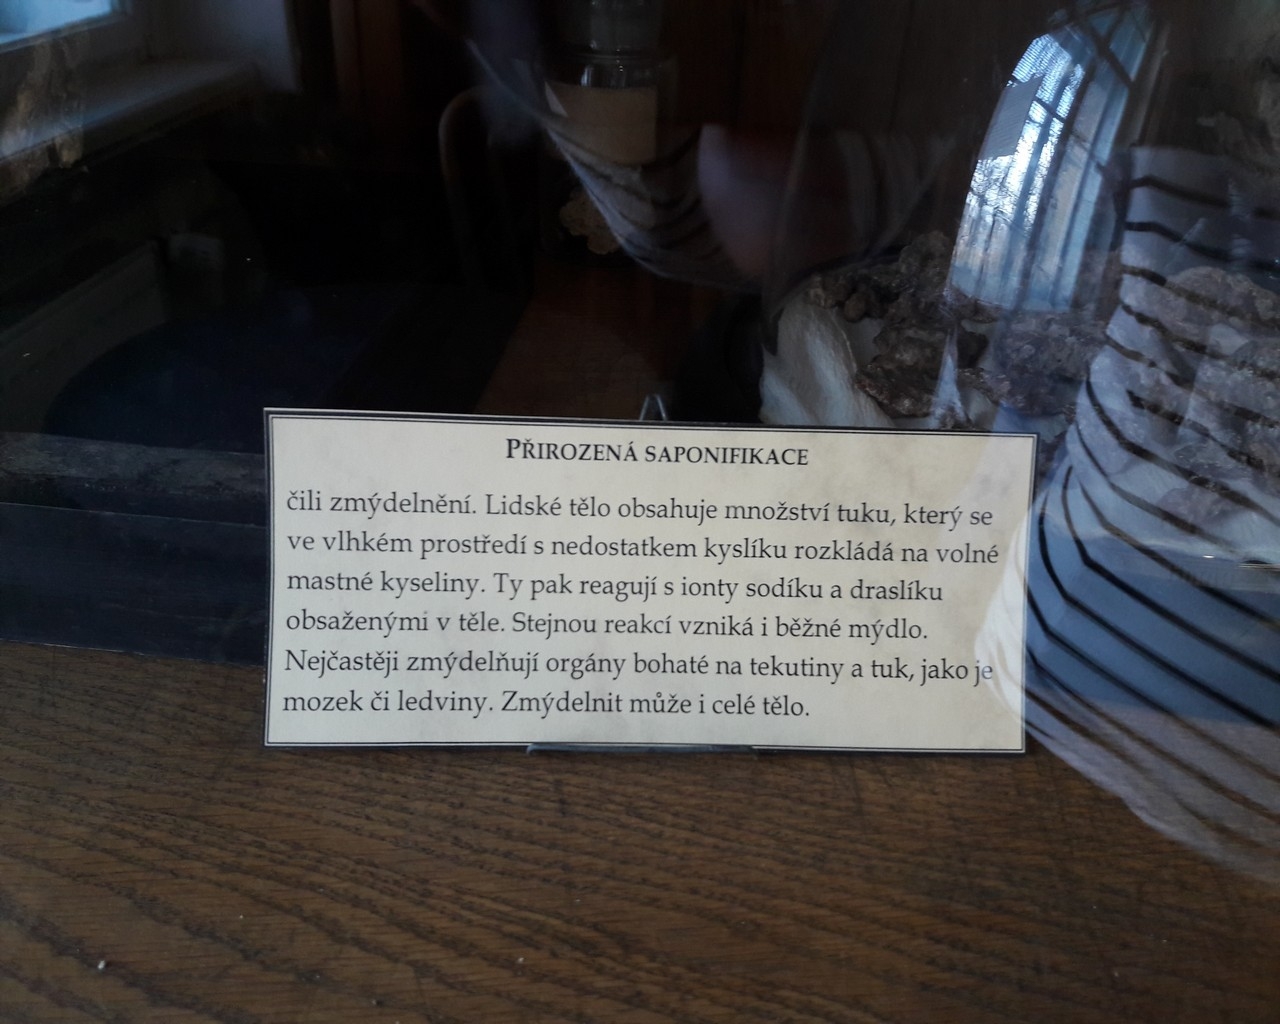 PŘIROZENÁ SAPONIFIKACE
čili zmýdelnění. Lidské tělo obsahuje množství tuku, který se
ve vlhkém prostředí s nedostatkem kyslíku rozkládá na volné
mastné kyseliny. Ty pak reagují s ionty sodíku a draslíku
obsaženými v těle. Stejnou reakcí vzniká i běžné mýdlo.
Nejčastěji zmýdelňují orgány bohaté na tekutiny a tuk, jako je
mozek či ledviny. Zmýdelnit může i celé tělo.